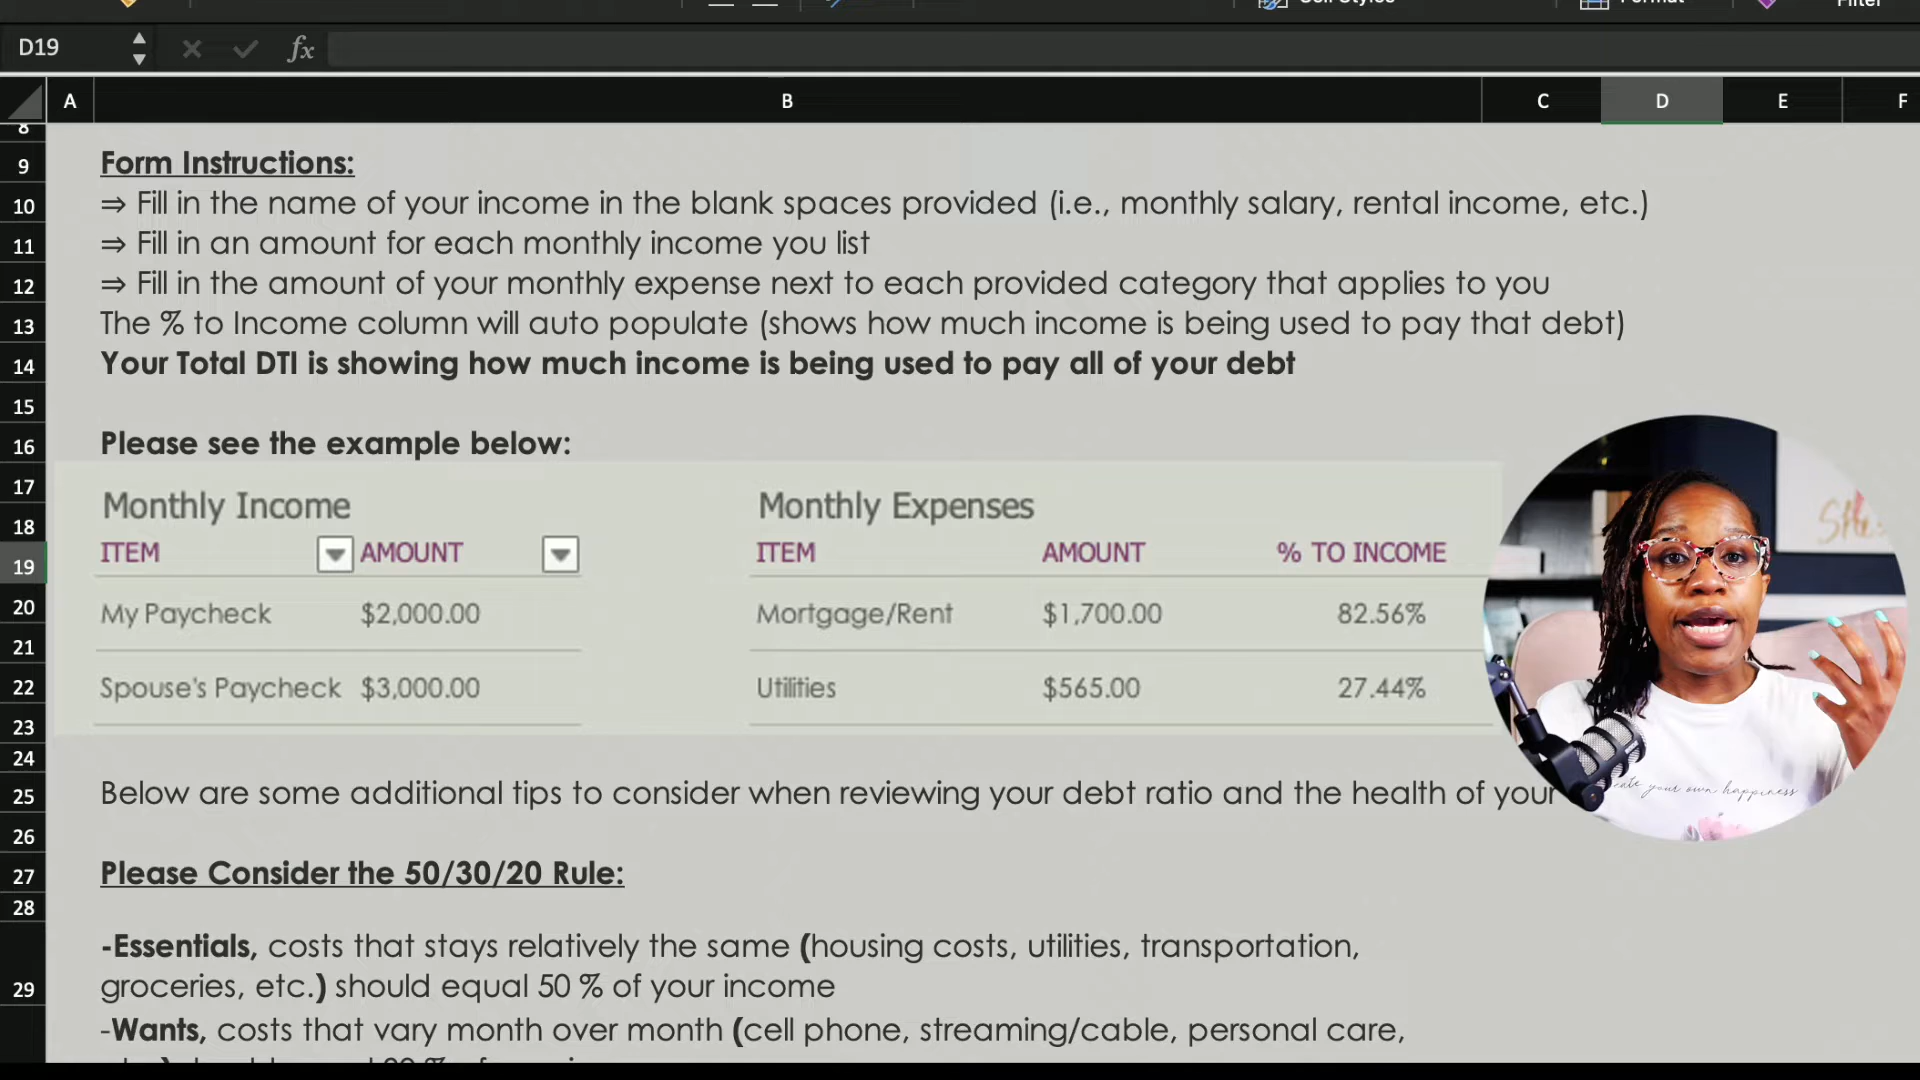 Cell Styles
Format
Filter
D19
fx
A B C D E F
8
9 Form Instructions:
10 ⇒ Fill in the name of your income in the blank spaces provided (i.e., monthly salary, rental income, etc.)
11 ⇒ Fill in an amount for each monthly income you list
12 ⇒ Fill in the amount of your monthly expense next to each provided category that applies to you
13 The % to Income column will auto populate (shows how much income is being used to pay that debt)
14 Your Total DTI is showing how much income is being used to pay all of your debt
15
16 Please see the example below:
17 Monthly Income Monthly Expenses
18
19 ITEM AMOUNT ITEM AMOUNT % TO INCOME
20 My Paycheck $2,000.00 Mortgage/Rent $1,700.00 82.56%
21
22 Spouse's Paycheck $3,000.00 Utilities $565.00 27.44%
23
24
25 Below are some additional tips to consider when reviewing your debt ratio and the health of your
your own happiness
26
27 Please Consider the 50/30/20 Rule:
28
-Essentials, costs that stays relatively the same (housing costs, utilities, transportation,
29 groceries, etc.) should equal 50 % of your income
-Wants, costs that vary month over month (cell phone, streaming/cable, personal care,